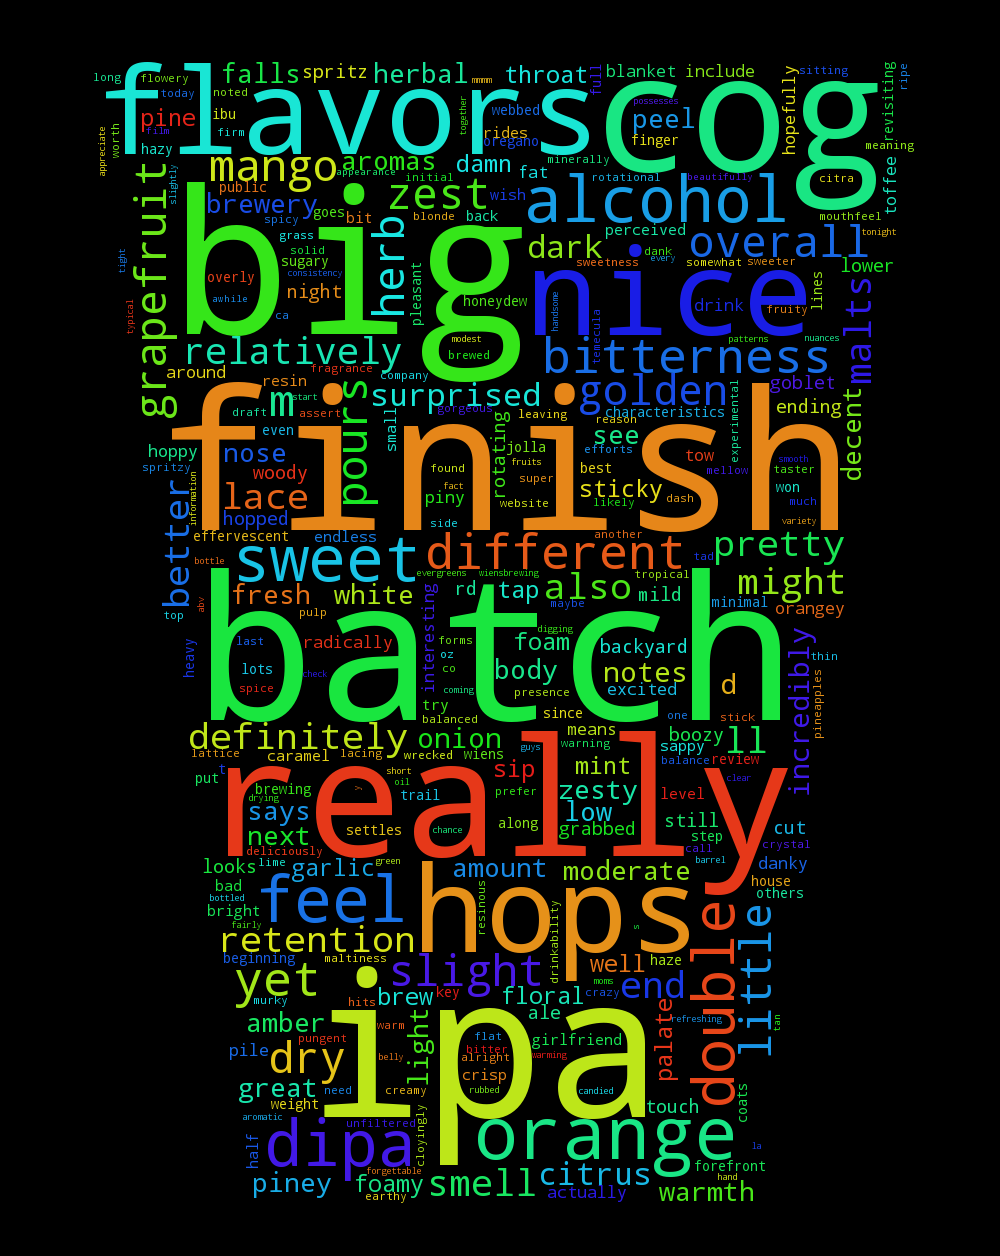 long flowery falls spritz herbal mmmm throat full blanket include sitting ripe
today noted flavors cog webbed hopefully revisiting
appreciate worth pine ibu together rides peel possesses
film firm oregano finger meaning
hazy mango aromas damn fat minerally citra toffee
slightly appearance initial rotational beautifully
grapefruit public zest wish alcohol mouthfeel
brewery spicy goes bit blonde back perceived overall tonight
grass herb dark dank
tight solid sugary big pleasant sweetness every somewhat sweeter lower
overly consistency night honeydew nice drink lines malts
awhile handsome fruity
typical ca modest temecula patterns nuances
relatively brewed bitterness
around fragrance company golden goblet
resin surprised
m start pours gorgeous leaving characteristics experimental ending decent
draft assert small reason
hoppy even rotating jolla efforts see
spritzy nose finish found fruits best tow mellow smooth
woody fact super taster
information lace piny website sticky likely dash won much
better hopped side variety
effervescent endless another pretty
sweet different tad
bottle evergreens wiensbrewing tropical might
fresh white rd tap also mild minimal orangey
abv top pulp maybe
heavy last radically interesting forms digging foam backyard incredibly thin
lots oz body notes
spice check batch co coming presence excited d pineapples
try since one stick
balanced means
definitely onion boozy ll
lattice caramel lacing wrecked wiens guys warning sappy
t short sip mint balance review
put brewing oil prefer zesty clear
drying y really trail level
says settles chance along low grabbed still cut
next step
deliciously call crystal
looks lime garlic green amount moderate barrel danky
bad house
bottled feel hops others
bright resinous
fairly drinkability s double little
retention
beginning maltiness well haze
yet slight moms
murky hits brew key floral crazy end
amber warm light ale refreshing tan
pungent flat girlfriend palate
pile dry belly bitter alright warming
great need creamy ipa crisp
weight rubbed candied touch coats
aromatic cloyingly
half dipa unfiltered orange la
forgettable forefront
piney foamy smell citrus hand
earthy actually warmth